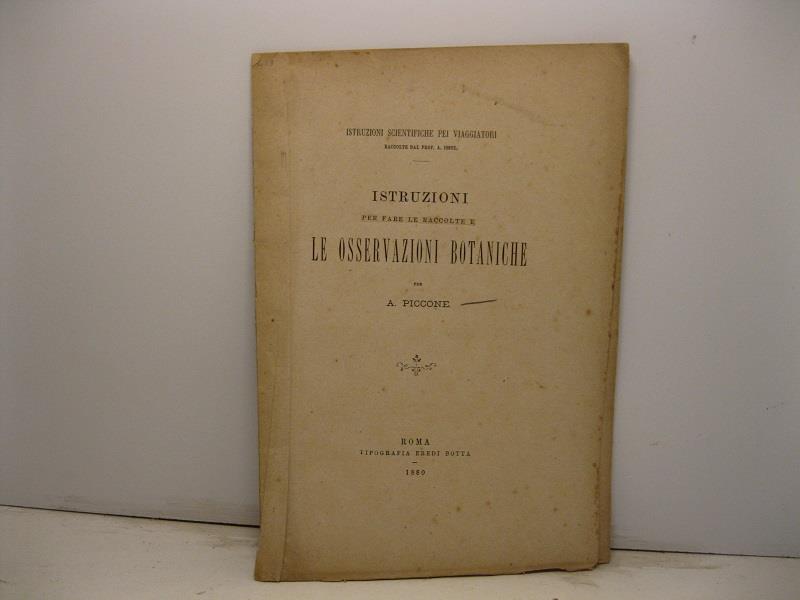 ISTRUZIONI SCIENTIFICHE PEI VIAGGIATORI
RACCOLTE DAL PROF. A. ISSEL
ISTRUZIONI
PER FARE LE RACCOLTE E
LE OSSERVAZIONI BOTANICHE
PER
A. PICCONE
ROMA
TIPOGRAFIA EREDI BOTTA
1880